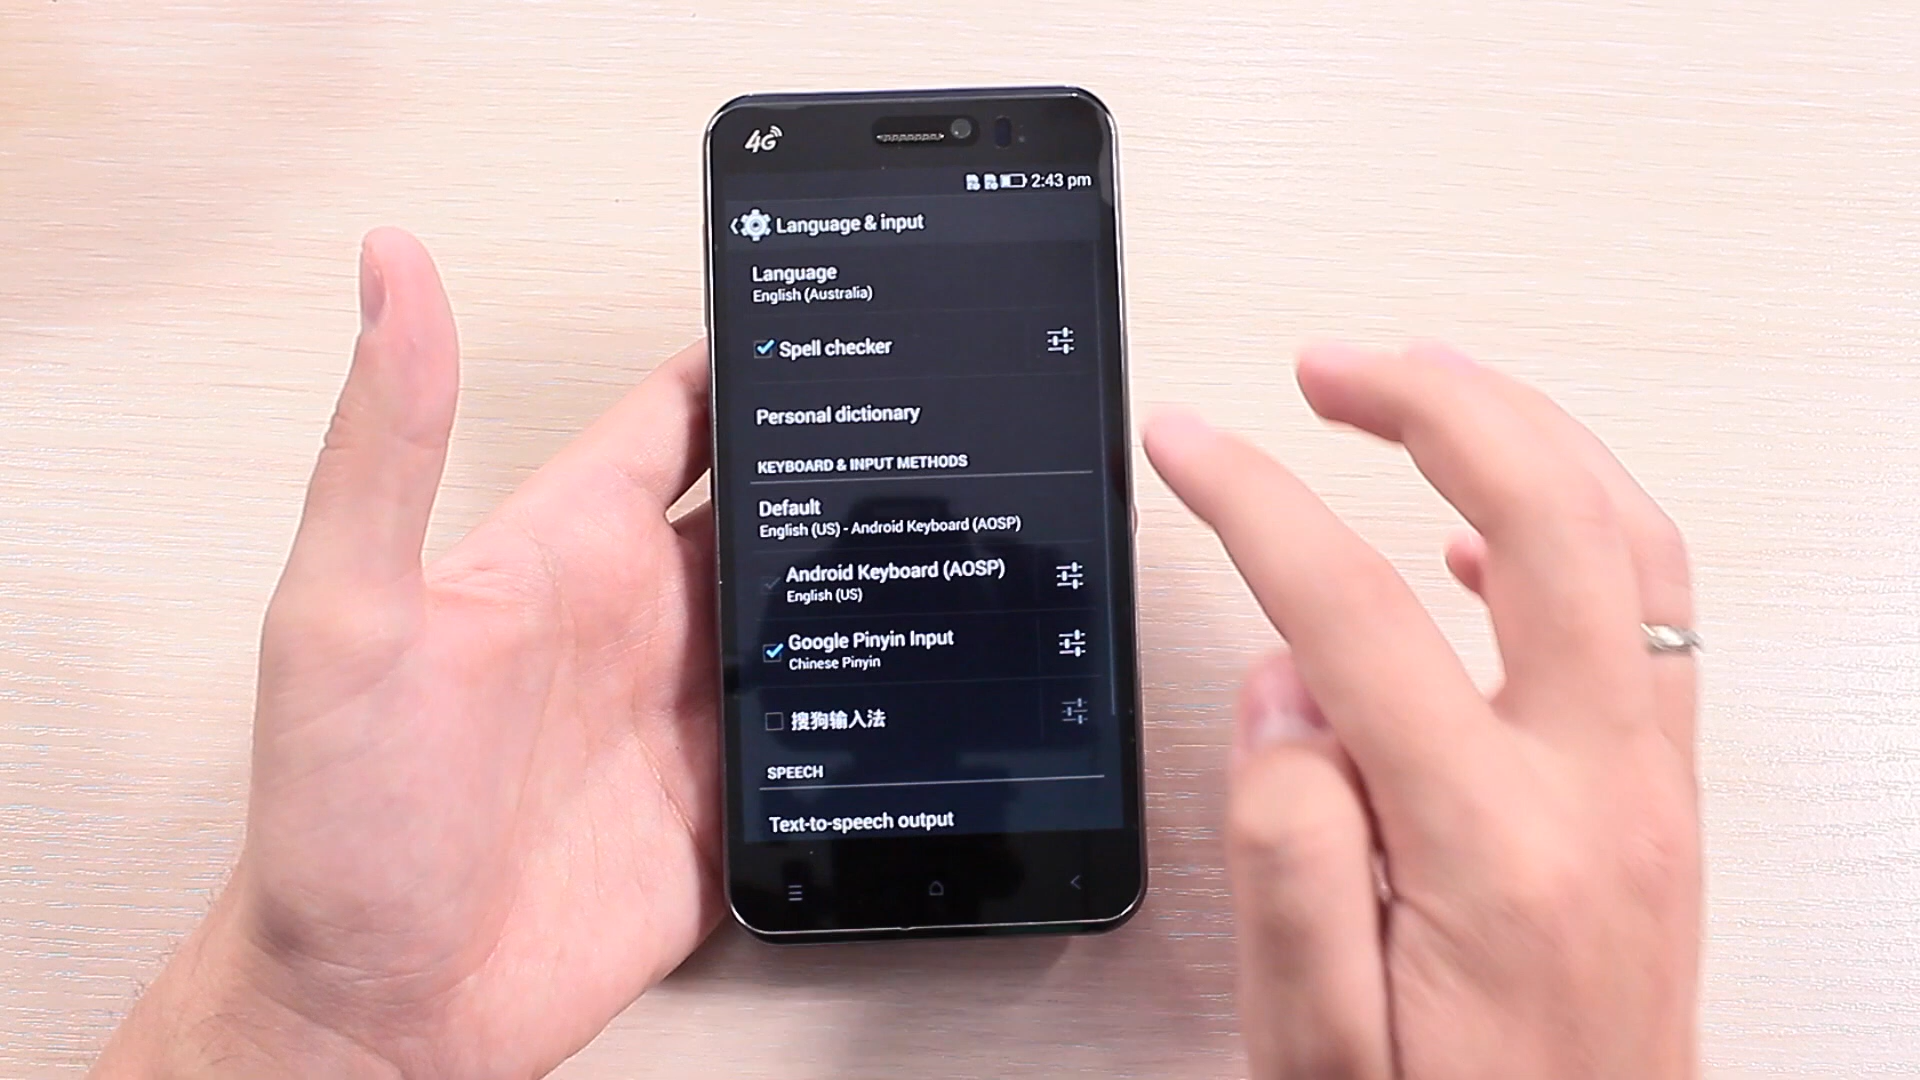 4G
2:43 pm
Language & input
Language
English (Australia)
Spell checker
Personal dictionary
KEYBOARD & INPUT METHODS
Default
English (US) - Android Keyboard (AOSP)
Android Keyboard (AOSP)
English (US)
Google Pinyin Input
Chinese Pinyin
搜狗输入法
SPEECH
Text-to-speech output